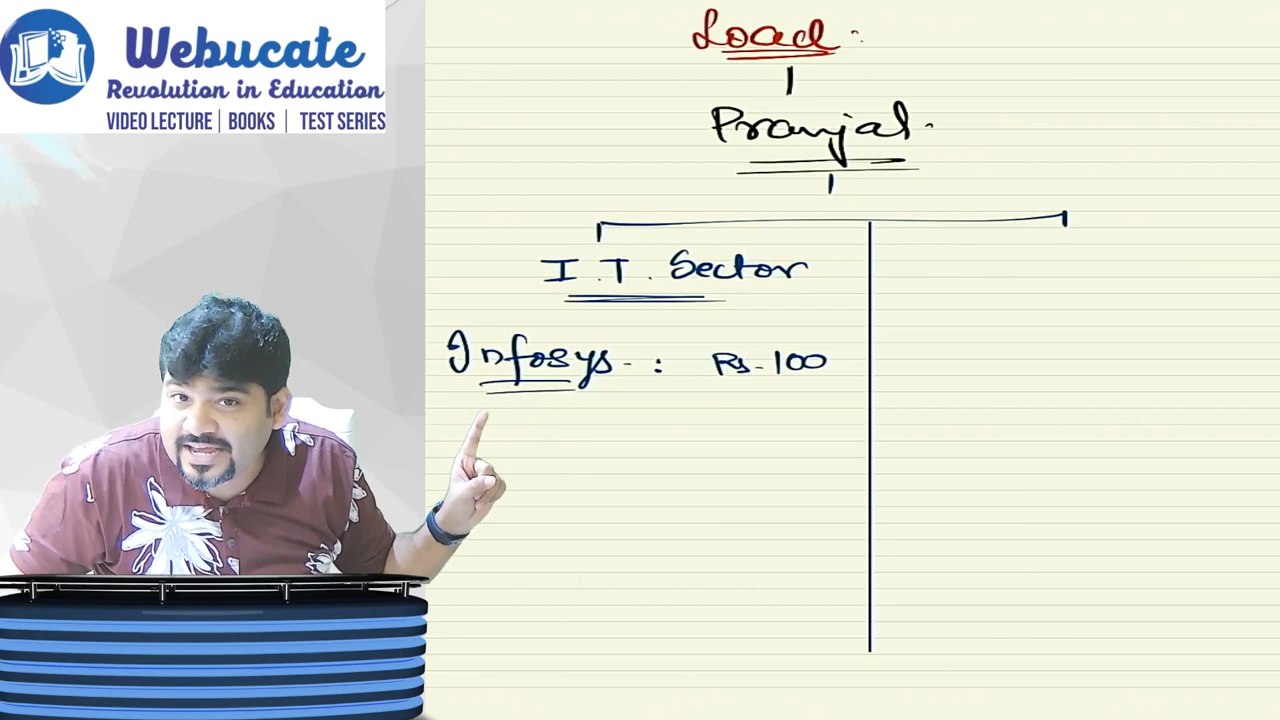 Webucate
Revolution in Education
VIDEO LECTURE | BOOKS | TEST SERIES
Load :
Pranjal.
I.T. Sector
Infosys - : Rs-100